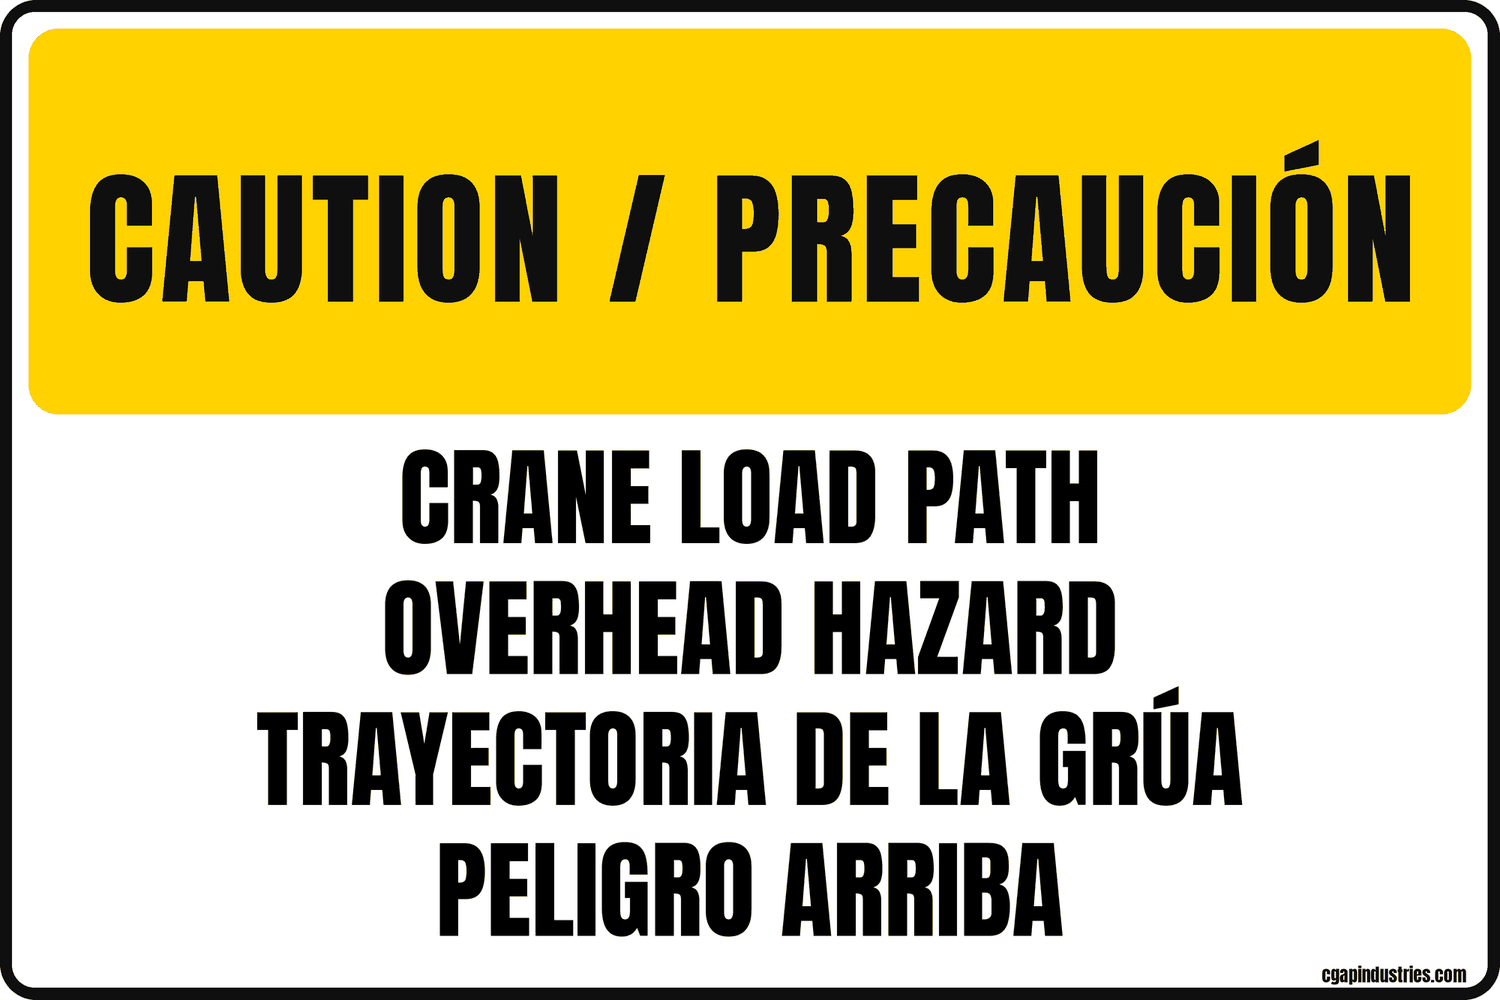 CAUTION / PRECAUCIÓN
CRANE LOAD PATH
OVERHEAD HAZARD
TRAYECTORIA DE LA GRÚA
PELIGRO ARRIBA
cgapindustries.com